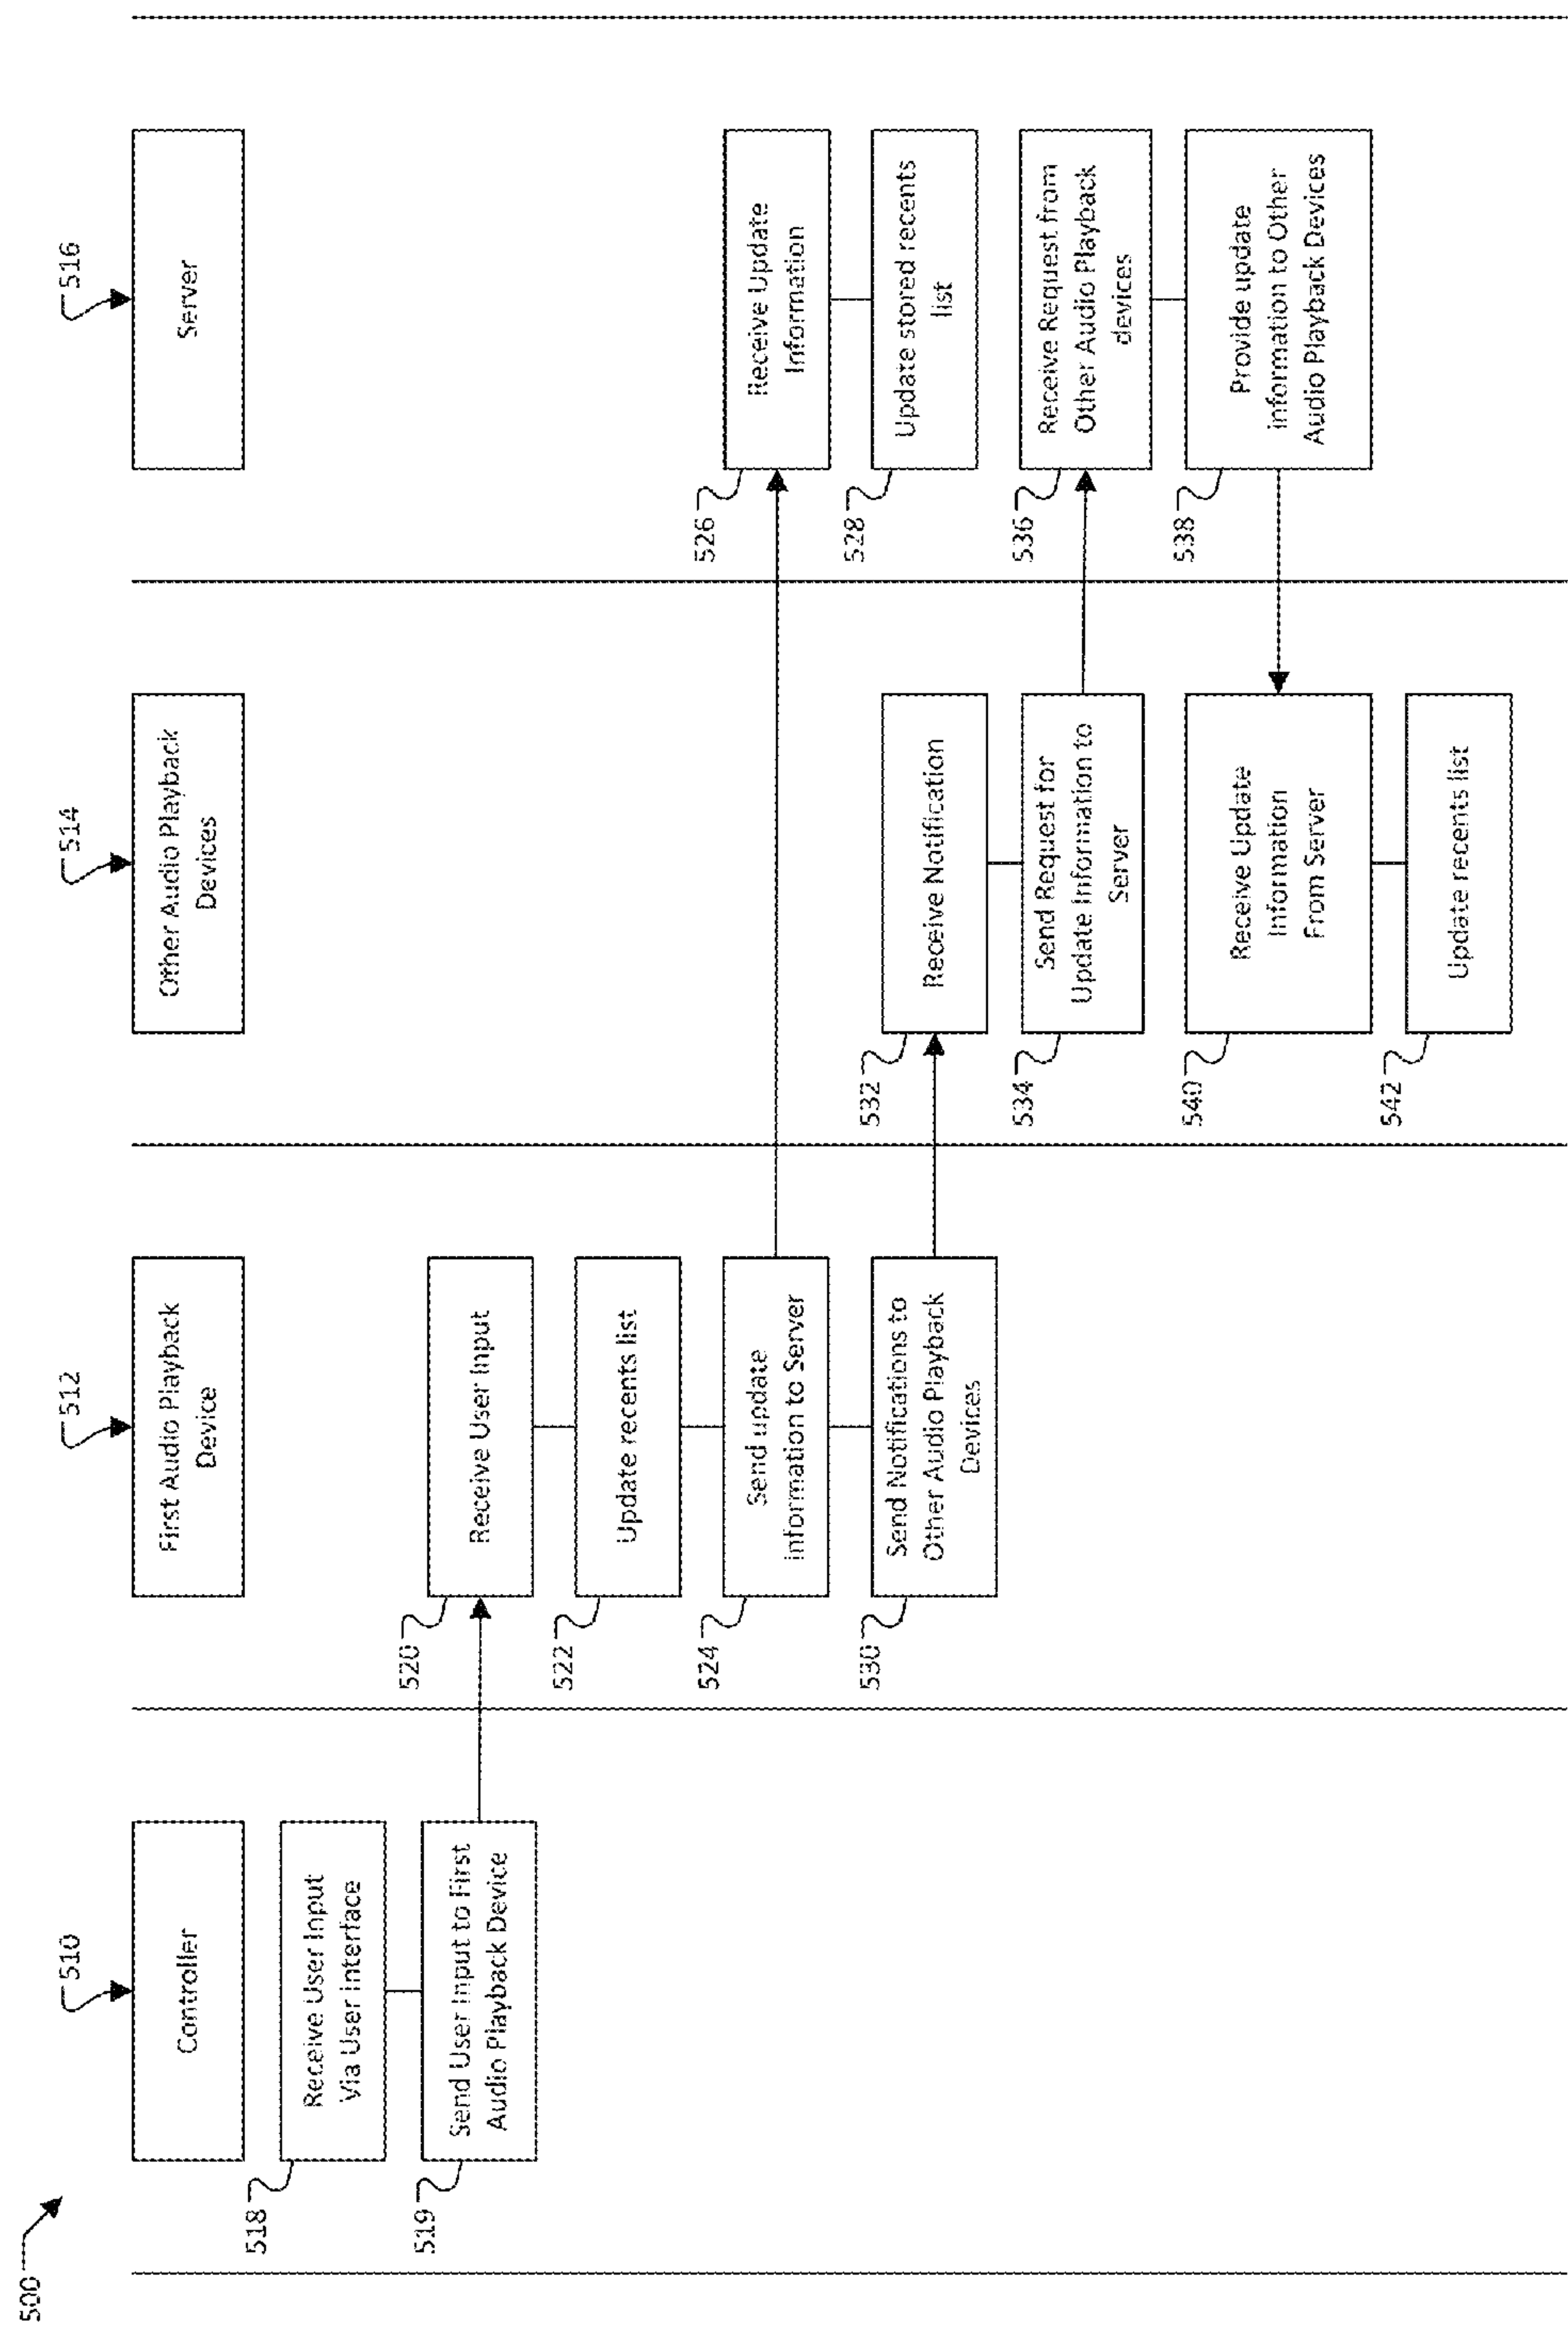 500
510
Controller
518
Receive User Input
Via User Interface
519
Send User Input to First
Audio Playback Device
512
First Audio Playback
Device
520
Receive User Input
522
Update recents list
524
Send update
information to Server
530
Send Notifications to
Other Audio Playback
Devices
514
Other Audio Playback
Devices
532
Receive Notification
534
Send Request for
Update Information to
Server
540
Receive Update
Information
From Server
542
Update recents list
516
Server
526
Receive Update
Information
528
Update stored recents
list
536
Receive Request from
Other Audio Playback
devices
538
Provide update
information to Other
Audio Playback Devices